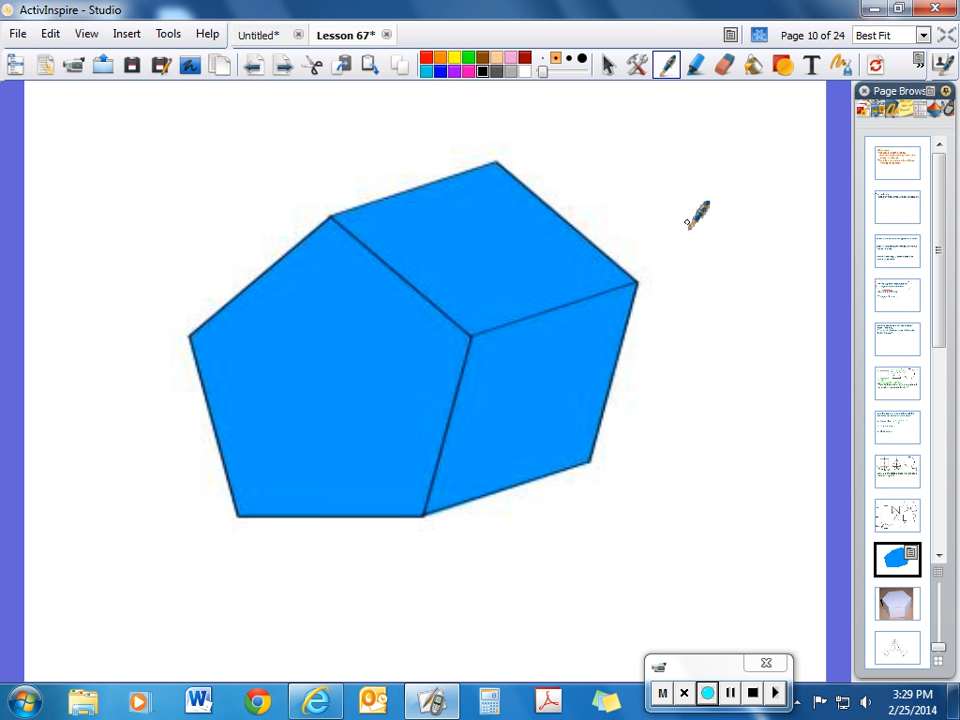 ActivInspire - Studio
File Edit View Insert Tools Help Untitled* Lesson 67* Page 10 of 24 Best Fit
T
Page Brows
M
3:29 PM
2/25/2014